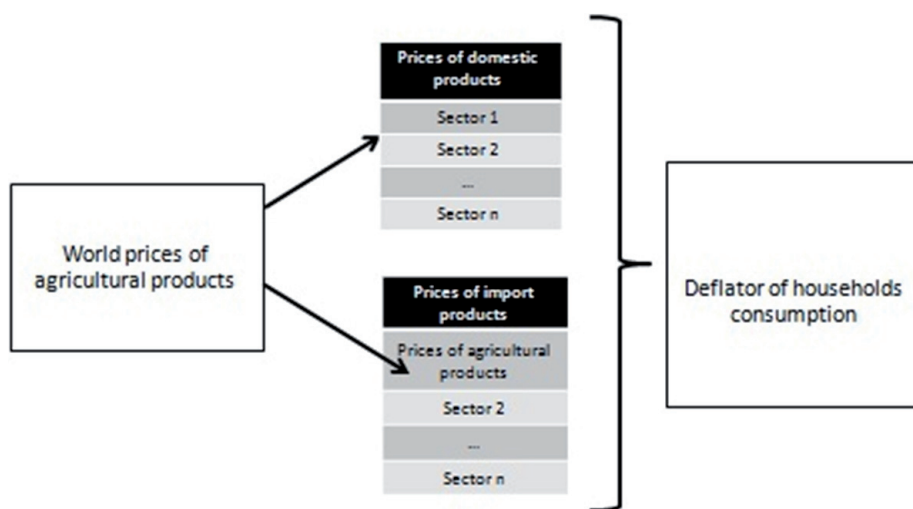 World prices of
agricultural products
Prices of domestic
products
Sector 1
Sector 2
...
Sector n
Prices of import
products
Prices of agricultural
products
Sector 2
...
Sector n
Deflator of households
consumption